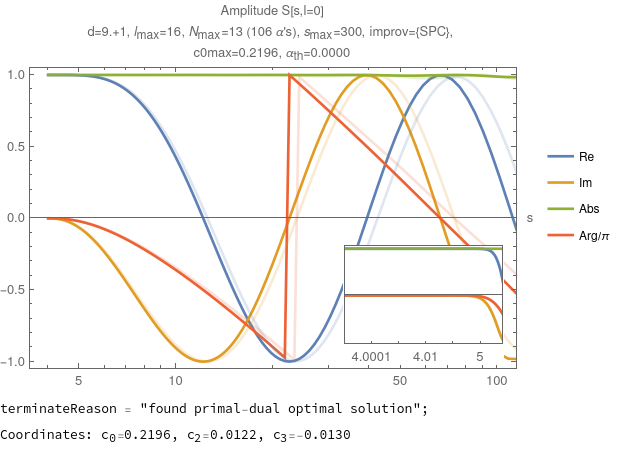 Amplitude S[s,l=0]
d=9.+1, lmax=16, Nmax=13 (106 α's), smax=300, improv={SPC},
c0max=0.2196, αth=0.0000
1.0
0.5
0.0
-0.5
-1.0
5
10
50
100
s
4.0001
4.01
5
Re
Im
Abs
Arg/π
terminateReason = "found primal-dual optimal solution";
Coordinates: c0=0.2196, c2=0.0122, c3=-0.0130